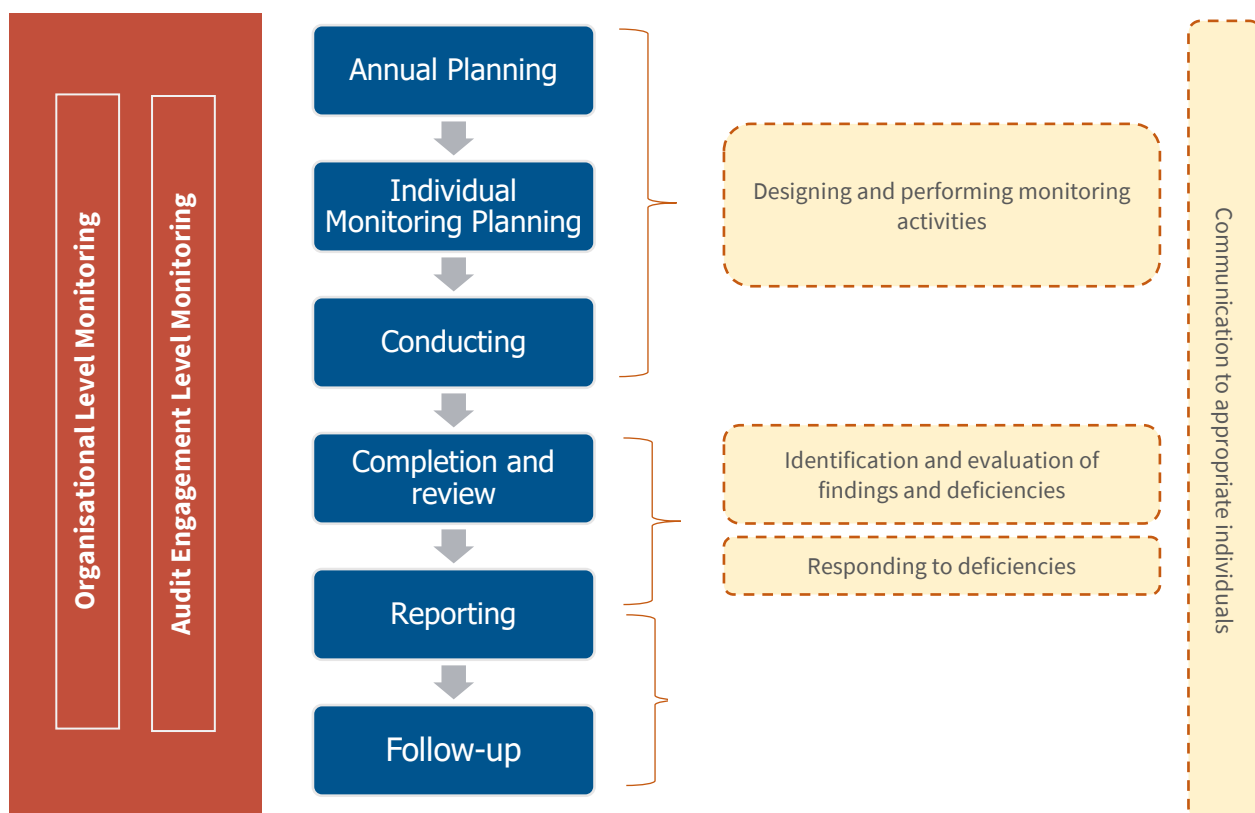 Organisational Level Monitoring
Audit Engagement Level Monitoring
Annual Planning
Individual
Monitoring Planning
Conducting
Completion and
review
Reporting
Follow-up
Designing and performing monitoring
activities
Identification and evaluation of
findings and deficiencies
Responding to deficiencies
Communication to appropriate individuals